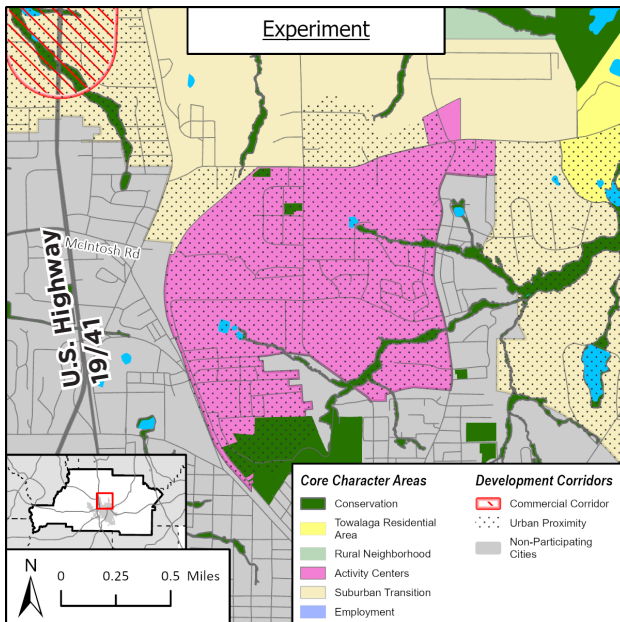 Experiment
McIntosh Rd
U.S. Highway
19/41
Core Character Areas
Conservation
Towalaga Residential
Area
Rural Neighborhood
Activity Centers
Suburban Transition
Employment
Development Corridors
Commercial Corridor
Urban Proximity
Non-Participating
Cities
N
0 0.25 0.5 Miles